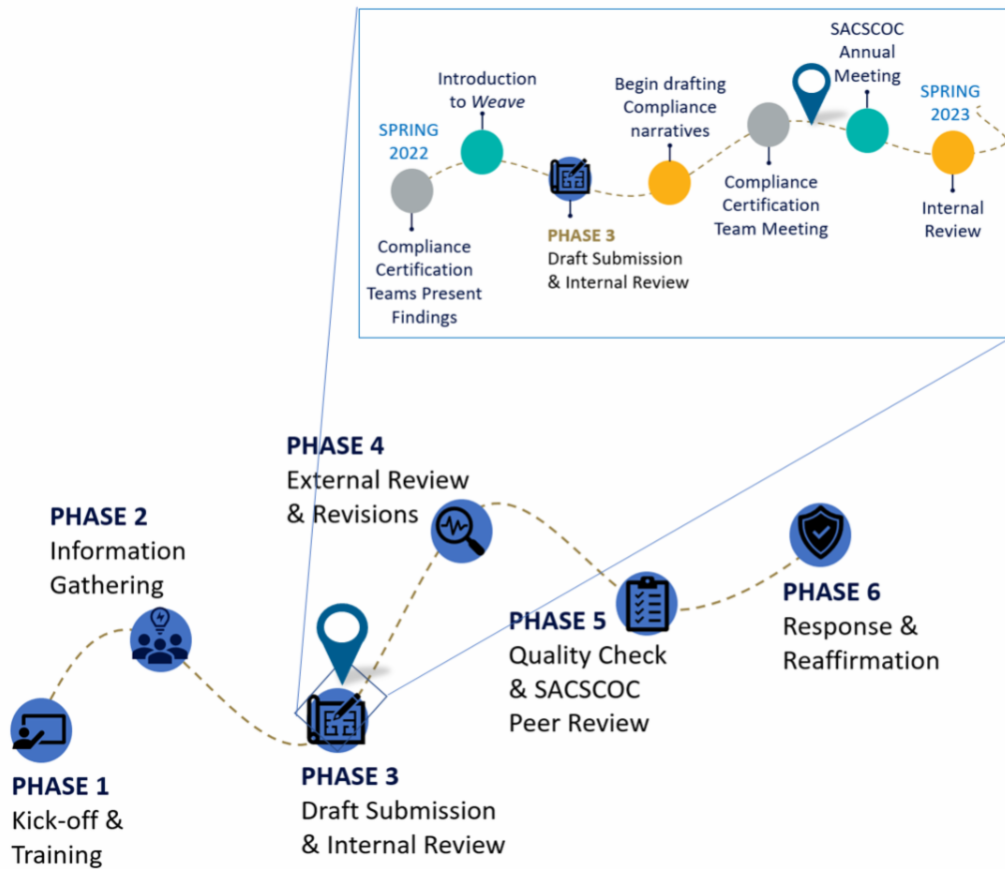 SPRING
2022
Compliance
Certification
Teams Present
Findings
Introduction
to Weave
PHASE 3
Draft Submission
& Internal Review
Begin drafting
Compliance
narratives
Compliance
Certification
Team Meeting
SACSCOC
Annual
Meeting
SPRING
2023
Internal
Review
PHASE 1
Kick-off &
Training
PHASE 2
Information
Gathering
PHASE 3
Draft Submission
& Internal Review
PHASE 4
External Review
& Revisions
PHASE 5
Quality Check
& SACSCOC
Peer Review
PHASE 6
Response &
Reaffirmation